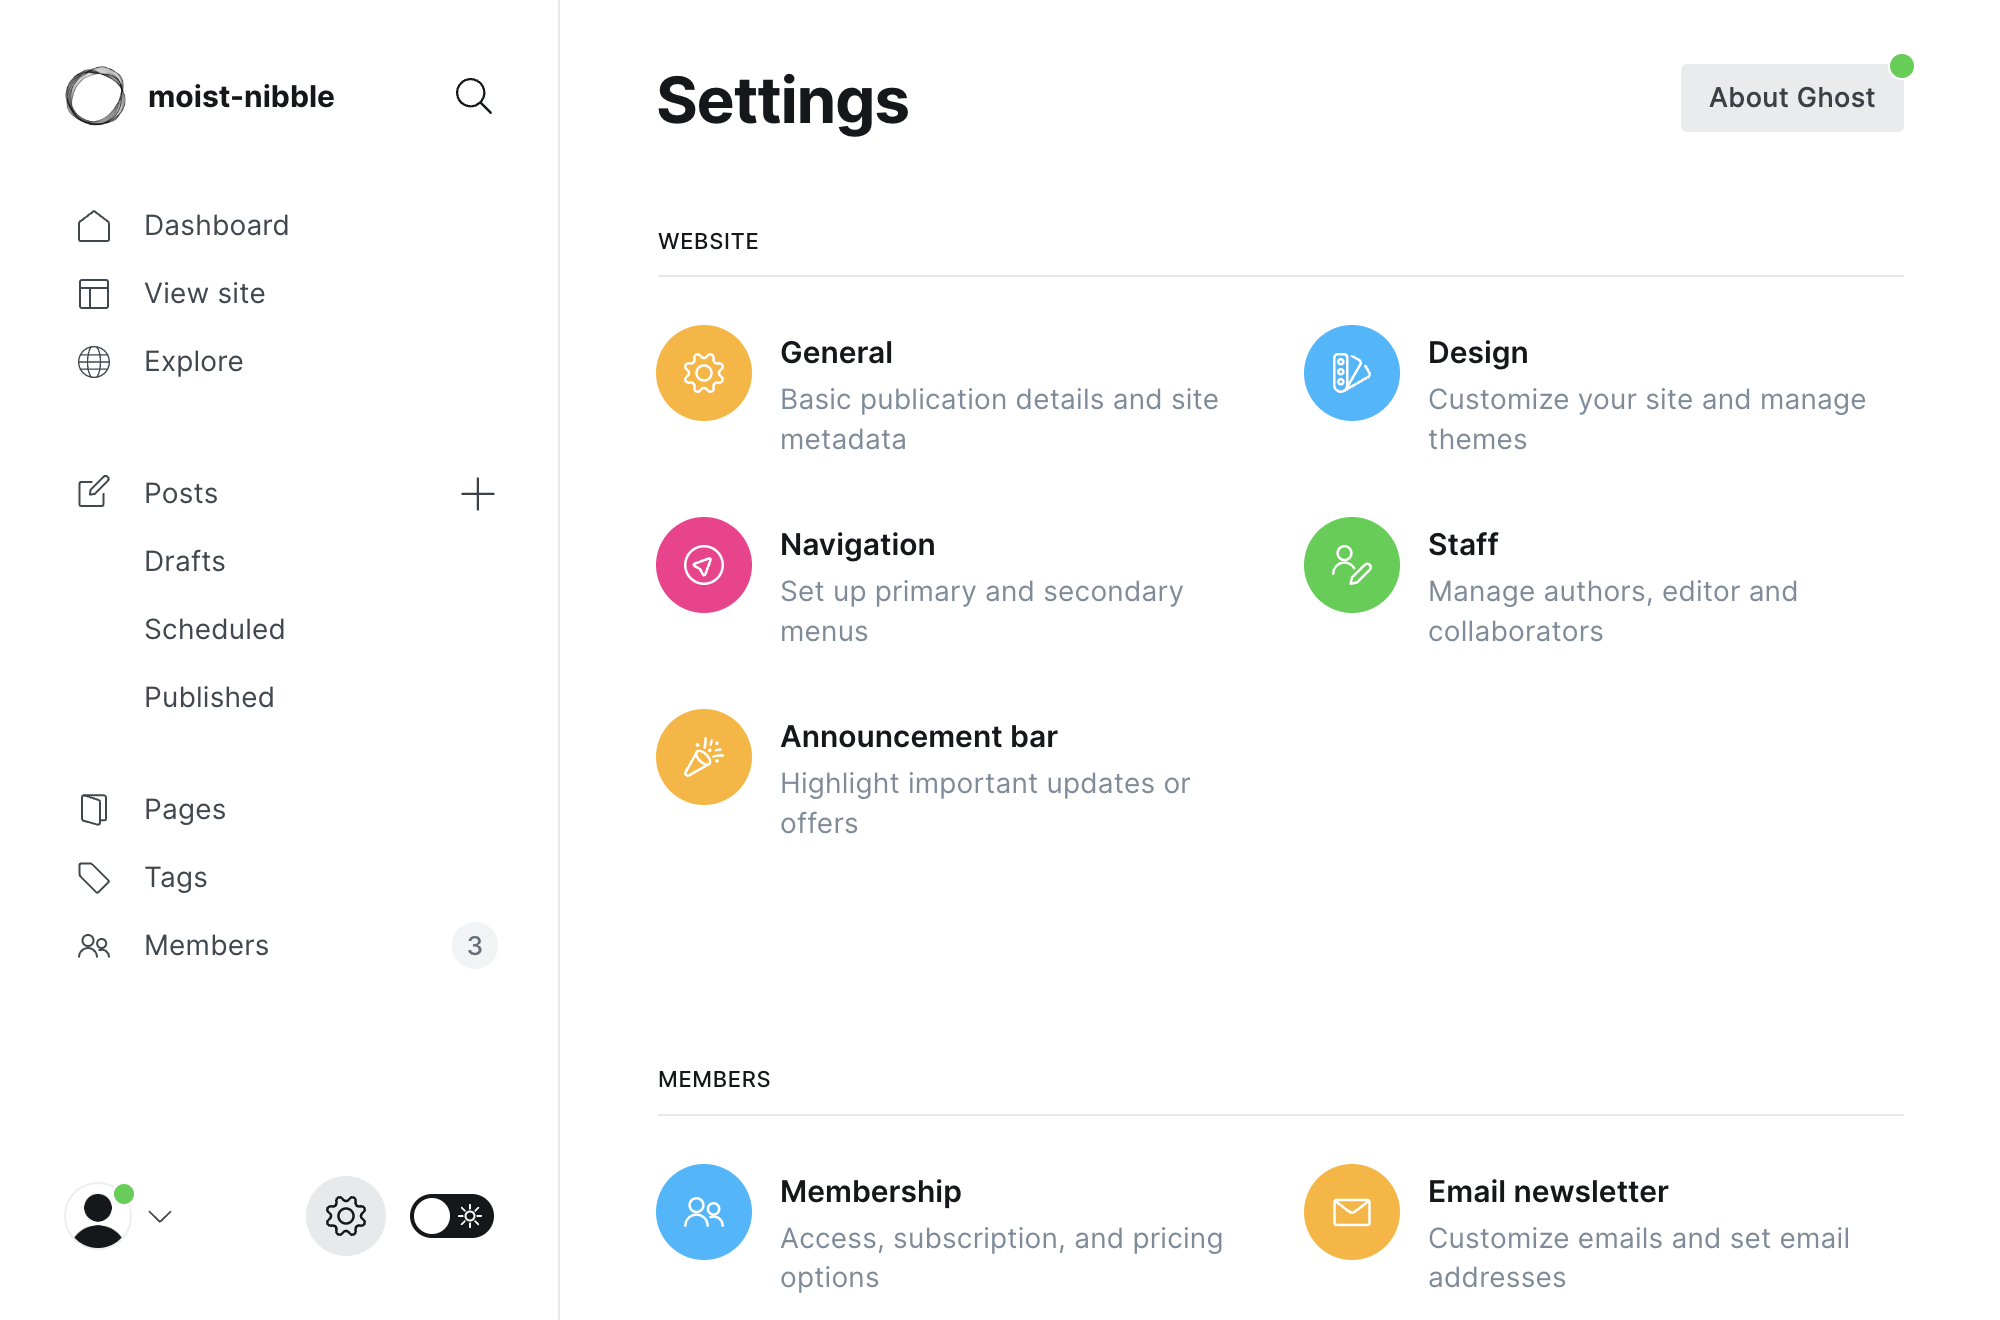 moist-nibble
Dashboard
View site
Explore
Posts
Drafts
Scheduled
Published
Pages
Tags
Members
3
Settings
About Ghost
WEBSITE
General
Basic publication details and site
metadata
Design
Customize your site and manage
themes
Navigation
Set up primary and secondary
menus
Staff
Manage authors, editor and
collaborators
Announcement bar
Highlight important updates or
offers
MEMBERS
Membership
Access, subscription, and pricing
options
Email newsletter
Customize emails and set email
addresses